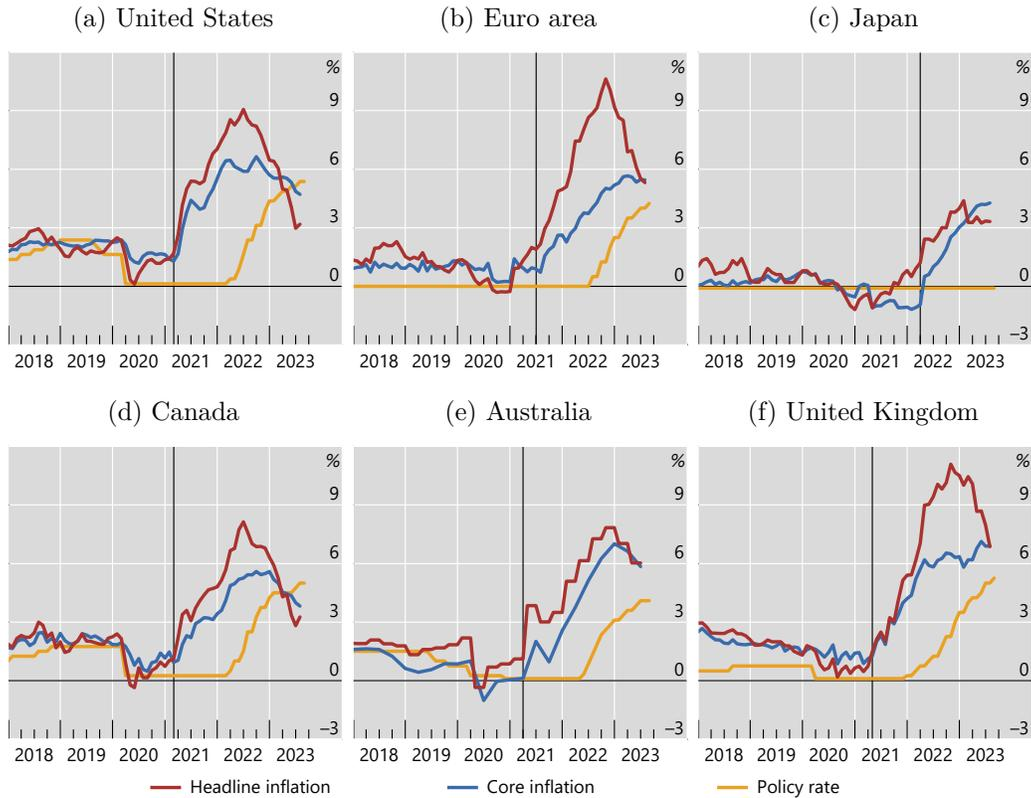 (a) United States
(b) Euro area
(c) Japan
%
9
6
3
0
2018 2019 2020 2021 2022 2023
%
9
6
3
0
2018 2019 2020 2021 2022 2023
%
9
6
3
0
−3
2018 2019 2020 2021 2022 2023
(d) Canada
(e) Australia
(f) United Kingdom
%
9
6
3
0
−3
2018 2019 2020 2021 2022 2023
%
9
6
3
0
−3
2018 2019 2020 2021 2022 2023
%
9
6
3
0
−3
2018 2019 2020 2021 2022 2023
Headline inflation
Core inflation
Policy rate